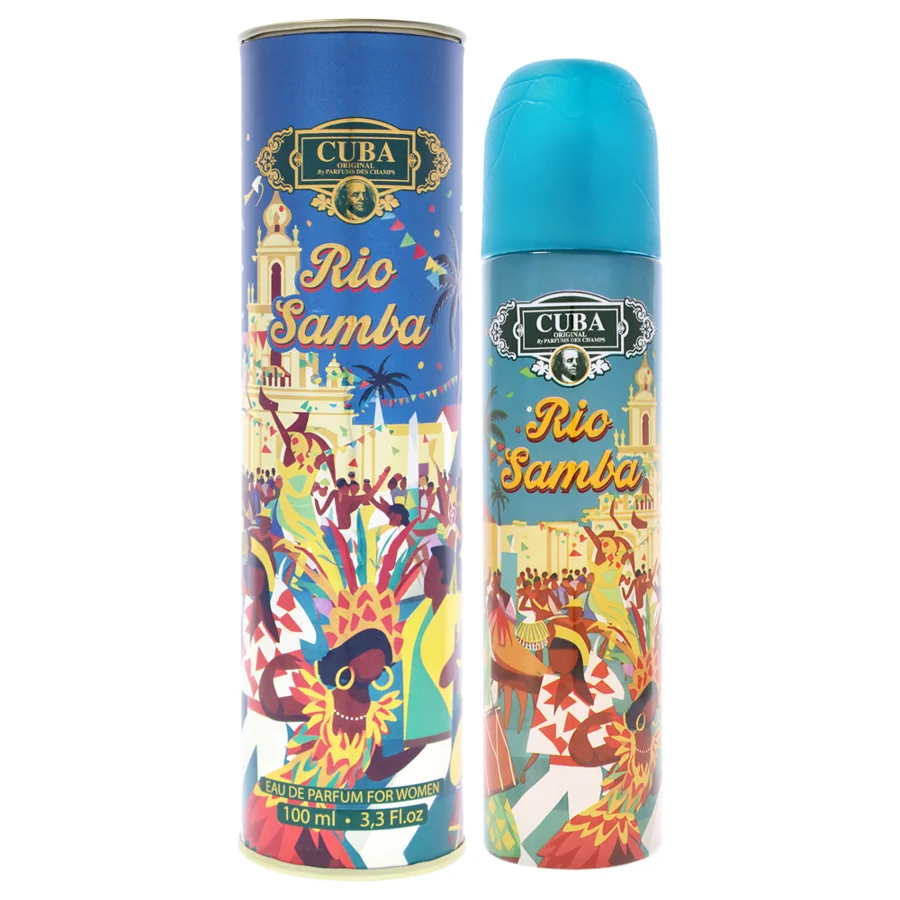 CUBA
ORIGINAL
By PARFUMS DES CHAMPS
Rio
Samba
EAU DE PARFUM FOR WOMEN
100 ml • 3,3 Fl.oz
CUBA
ORIGINAL
By PARFUMS DES CHAMPS
Rio
Samba